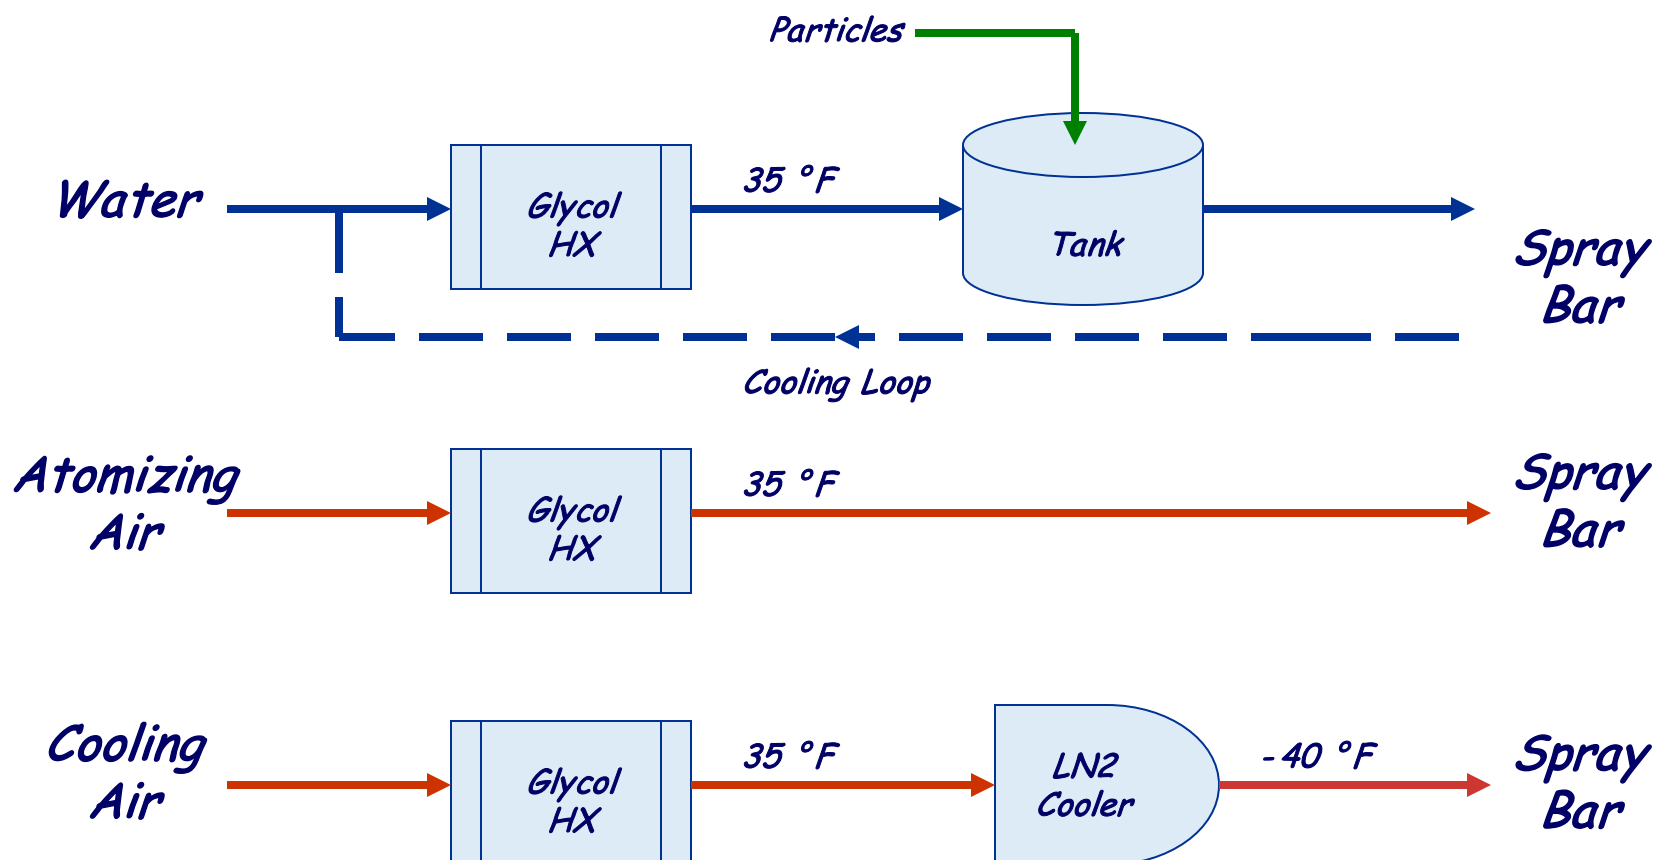 Particles
Water
Glycol
HX
35 °F
Tank
Spray
Bar
Cooling Loop
Atomizing
Air
Glycol
HX
35 °F
Spray
Bar
Cooling
Air
Glycol
HX
35 °F
LN2
Cooler
-40 °F
Spray
Bar